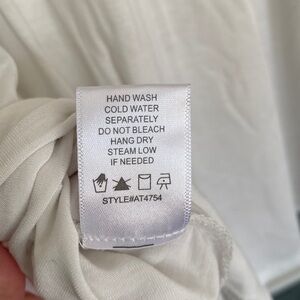 HAND WASH
COLD WATER
SEPARATELY
DO NOT BLEACH
HANG DRY
STEAM LOW
IF NEEDED
STYLE#AT4754